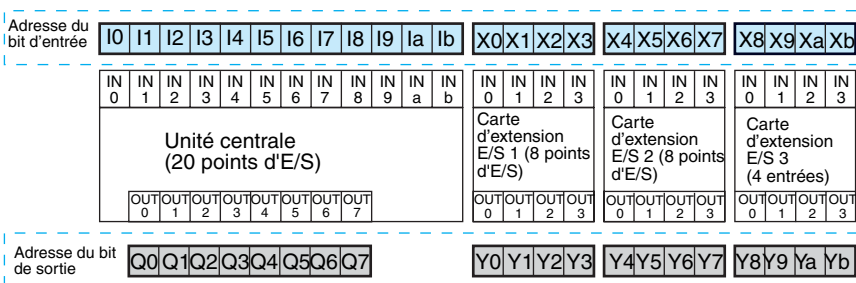 Adresse du
bit d'entrée
I0 I1 I2 I3 I4 I5 I6 I7 I8 I9 Ia Ib X0 X1 X2 X3 X4 X5 X6 X7 X8 X9 Xa Xb
IN IN IN IN IN IN IN IN IN IN IN IN IN IN IN IN IN IN IN IN IN IN IN IN
0 1 2 3 4 5 6 7 8 9 a b 0 1 2 3 0 1 2 3 0 1 2 3
Unité centrale
(20 points d'E/S)
Carte
d'extension
E/S 1 (8 points
d'E/S)
Carte
d'extension
E/S 2 (8 points
d'E/S)
Carte
d'extension
E/S 3
(4 entrées)
OUT OUT OUT OUT OUT OUT OUT OUT OUT OUT OUT OUT OUT OUT OUT OUT OUT OUT OUT OUT
0 1 2 3 4 5 6 7 0 1 2 3 0 1 2 3 0 1 2 3
Adresse du bit
de sortie
Q0 Q1 Q2 Q3 Q4 Q5 Q6 Q7 Y0 Y1 Y2 Y3 Y4 Y5 Y6 Y7 Y8 Y9 Ya Yb